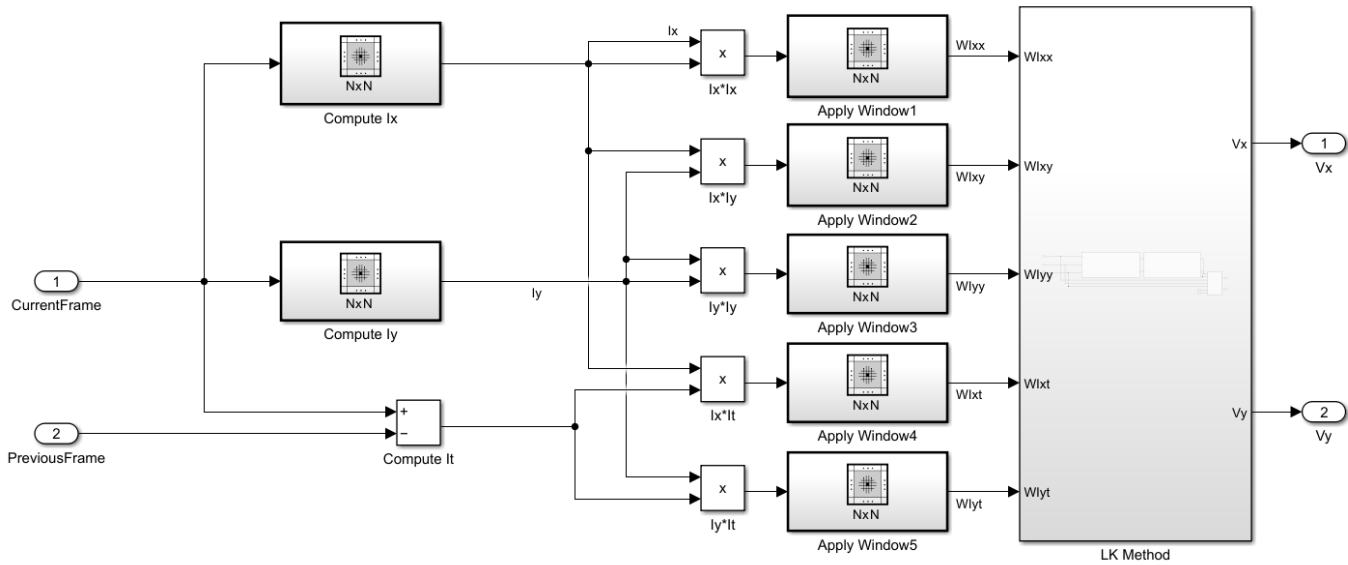 NxN
Compute Ix
Ix
x
Ix*Ix
NxN
Apply Window1
WIxx
WIxx
x
Ix*Iy
NxN
Apply Window2
WIxy
WIxy
1
CurrentFrame
NxN
Compute Iy
Iy
x
Iy*Iy
NxN
Apply Window3
WIyy
WIyy
2
PreviousFrame
+
−
Compute It
x
Ix*It
NxN
Apply Window4
WIxt
WIxt
x
Iy*It
NxN
Apply Window5
WIyt
WIyt
LK Method
Vx
1
Vx
Vy
2
Vy